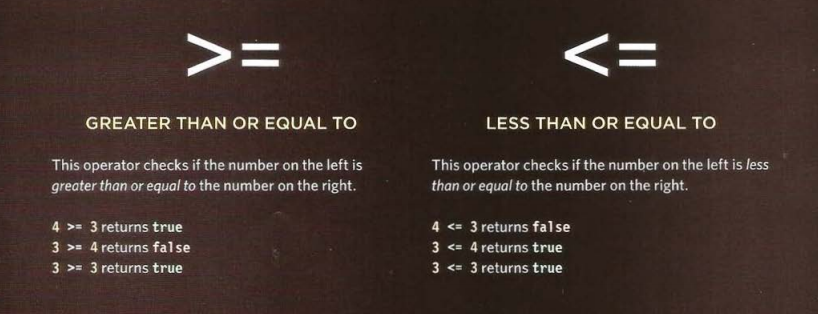 >=
GREATER THAN OR EQUAL TO
This operator checks if the number on the left is
greater than or equal to the number on the right.
4 >= 3 returns true
3 >= 4 returns false
3 >= 3 returns true
<=
LESS THAN OR EQUAL TO
This operator checks if the number on the left is less
than or equal to the number on the right.
4 <= 3 returns false
3 <= 4 returns true
3 <= 3 returns true